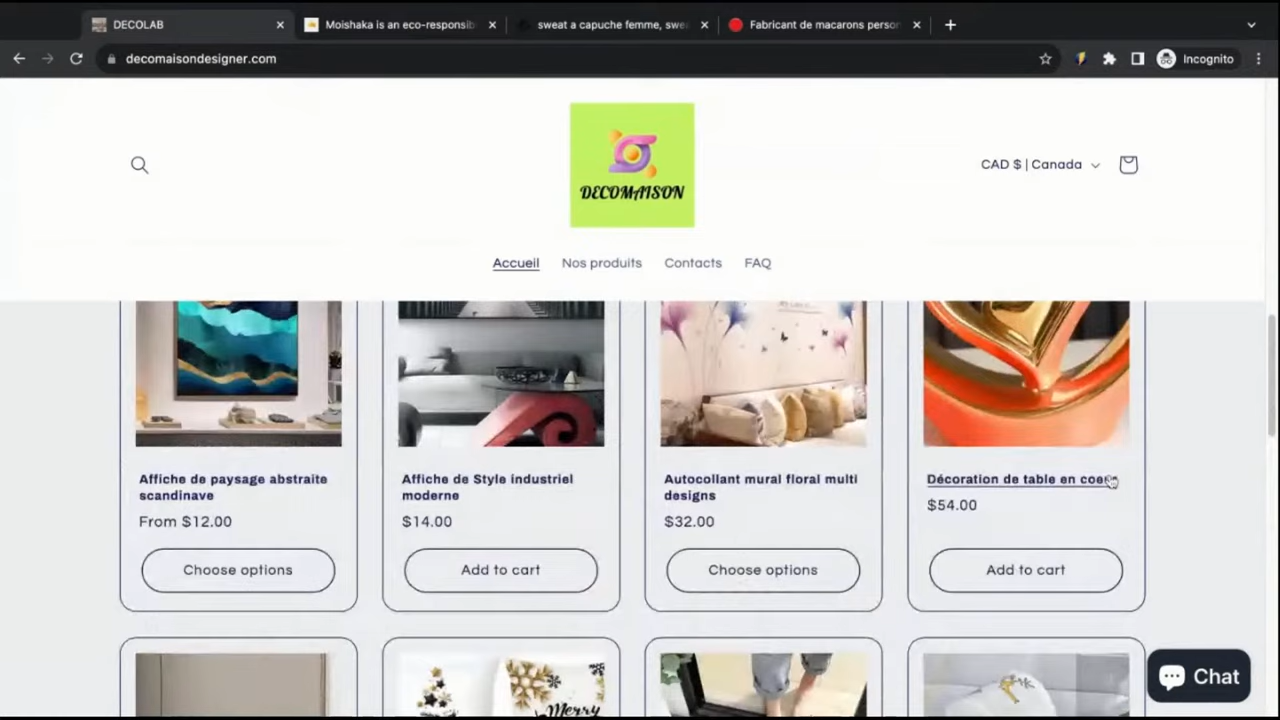 DECOLAB
Moishaka is an eco-responsib
sweat a capuche femme, swea
Fabricant de macarons person
decomaisondesigner.com
Incognito
DECOMAISON
CAD $ | Canada
Accueil
Nos produits
Contacts
FAQ
Affiche de paysage abstraite
scandinave
From $12.00
Choose options
Affiche de Style industriel
moderne
$14.00
Add to cart
Autocollant mural floral multi
designs
$32.00
Choose options
Décoration de table en coeur
$54.00
Add to cart
Merry
Chat